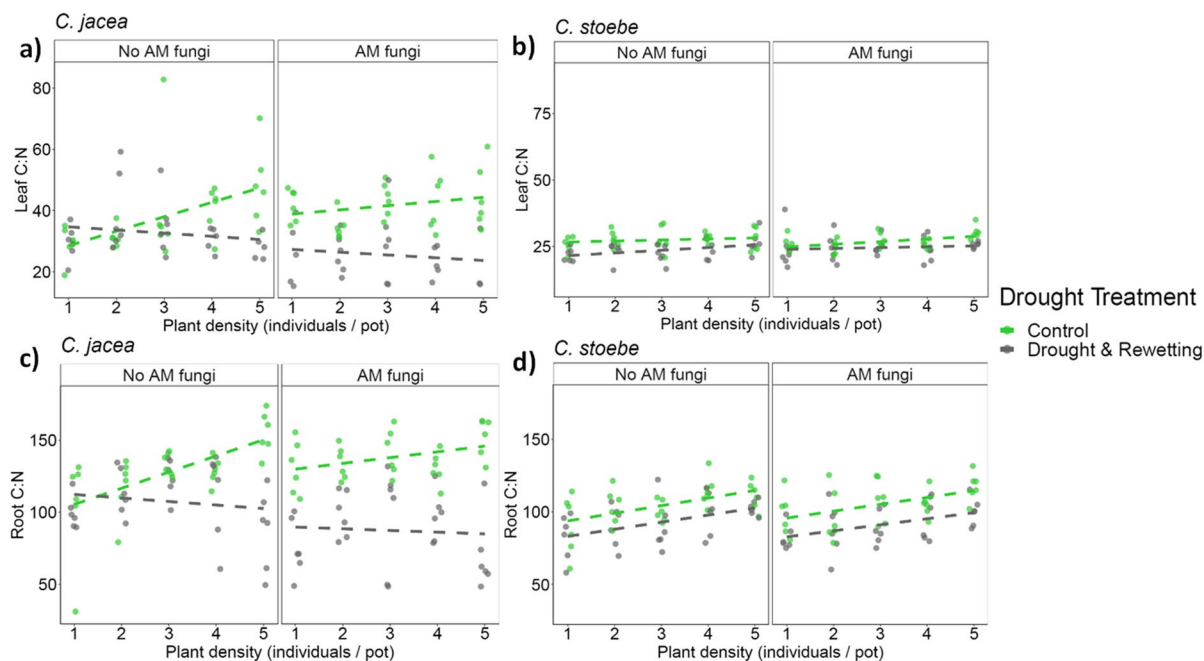 C. jacea
a)
No AM fungi
AM fungi
Leaf C:N
80
60
40
20
1 2 3 4 5 1 2 3 4 5
Plant density (individuals / pot)
C. stoebe
b)
No AM fungi
AM fungi
Leaf C:N
75
50
25
1 2 3 4 5 1 2 3 4 5
Plant density (individuals / pot)
Drought Treatment
Control
Drought & Rewetting
C. jacea
c)
No AM fungi
AM fungi
Root C:N
150
100
50
1 2 3 4 5 1 2 3 4 5
Plant density (individuals / pot)
C. stoebe
d)
No AM fungi
AM fungi
Root C:N
150
100
50
1 2 3 4 5 1 2 3 4 5
Plant density (individuals / pot)